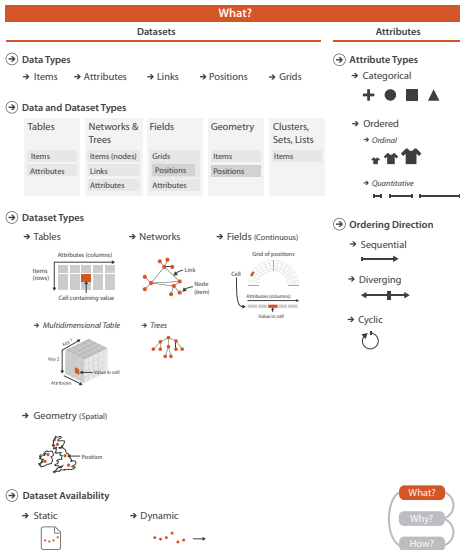 What?
Datasets
Attributes
Data Types
Items
Attributes
Links
Positions
Grids
Data and Dataset Types
Tables
Networks &
Trees
Fields
Geometry
Clusters,
Sets, Lists
Items
Items (nodes)
Grids
Items
Items
Attributes
Links
Positions
Positions
Attributes
Attributes
Dataset Types
Tables
Networks
Fields (Continuous)
Attributes (columns)
Items
(rows)
Cell containing value
Link
Node
(item)
Grid of positions
Cell
Attributes (columns)
Value in cell
Multidimensional Table
Trees
Key 1
Key 2
Value in cell
Attributes
Geometry (Spatial)
Position
Dataset Availability
Static
Dynamic
Attribute Types
Categorical
Ordered
Ordinal
Quantitative
Ordering Direction
Sequential
Diverging
Cyclic
What?
Why?
How?